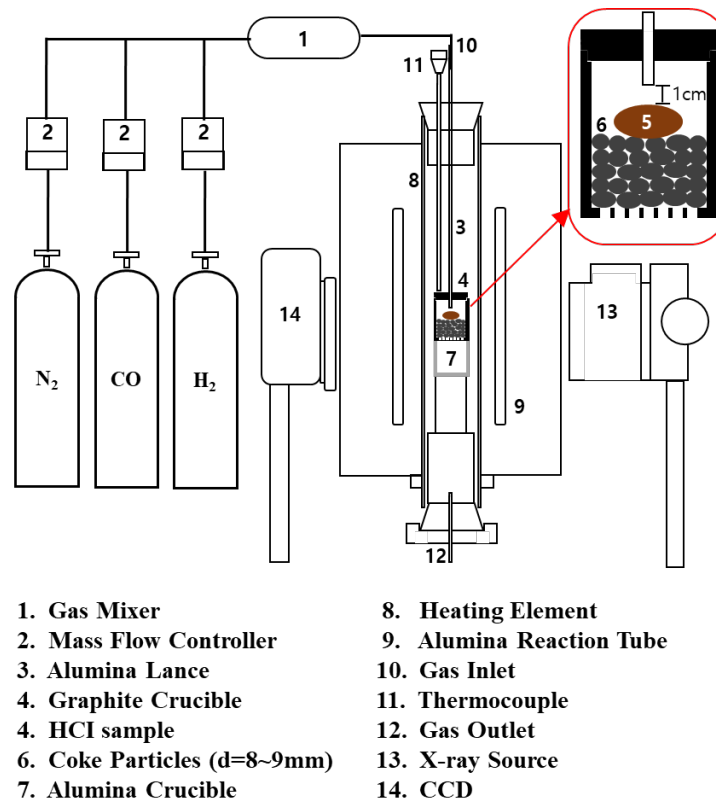 1
10
11
2
2
2
8
3
4
14
7
9
12
13
N₂
CO
H₂
1cm
5
6
1. Gas Mixer
2. Mass Flow Controller
3. Alumina Lance
4. Graphite Crucible
4. HCI sample
6. Coke Particles (d=8~9mm)
7. Alumina Crucible
8. Heating Element
9. Alumina Reaction Tube
10. Gas Inlet
11. Thermocouple
12. Gas Outlet
13. X-ray Source
14. CCD